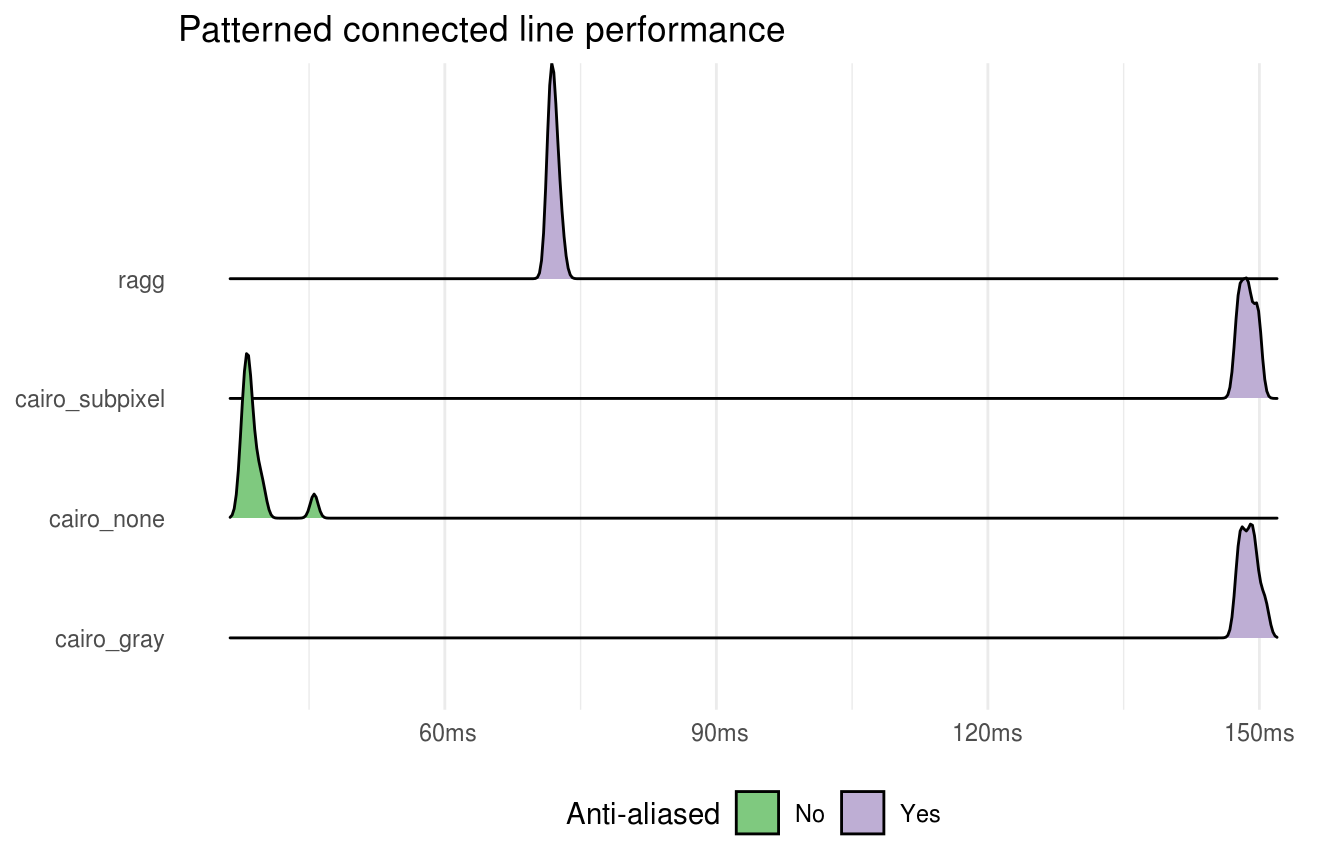 Patterned connected line performance
ragg
cairo_subpixel
cairo_none
cairo_gray
60ms 90ms 120ms 150ms
Anti-aliased No Yes